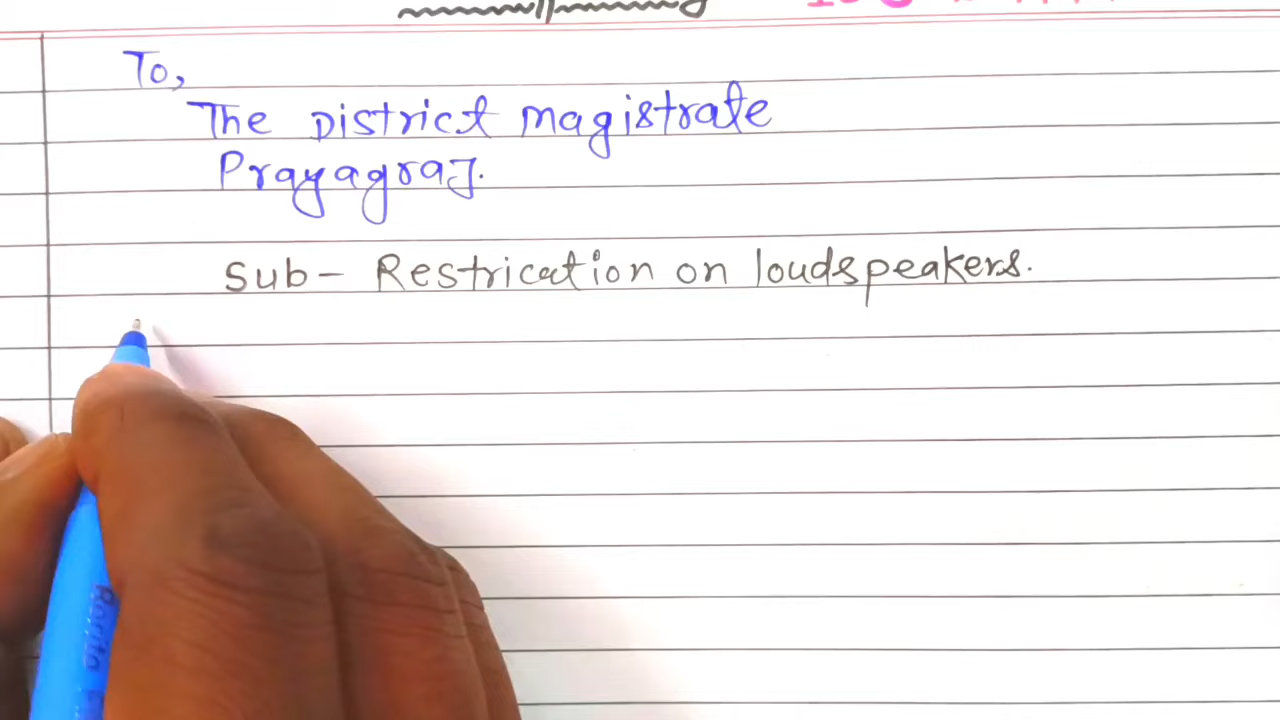 To,
The District magistrate
Prayagraj.
Sub- Restrication on loudspeakers.